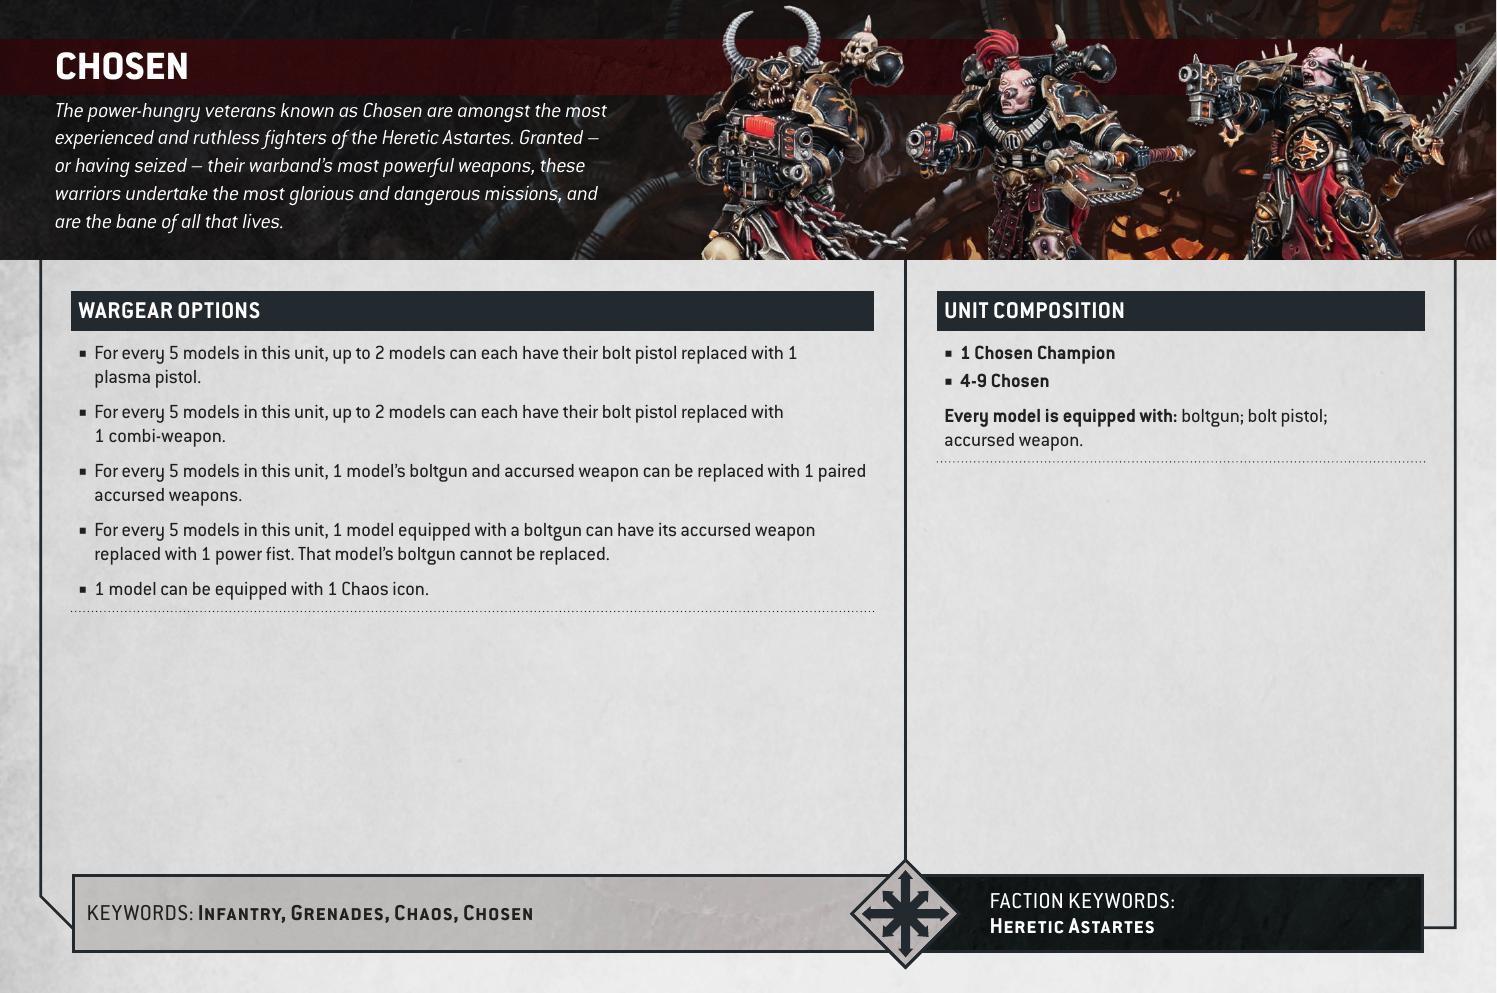 CHOSEN
The power-hungry veterans known as Chosen are amongst the most
experienced and ruthless fighters of the Heretic Astartes. Granted –
or having seized – their warband's most powerful weapons, these
warriors undertake the most glorious and dangerous missions, and
are the bane of all that lives.
WARGEAR OPTIONS
▪ For every 5 models in this unit, up to 2 models can each have their bolt pistol replaced with 1
plasma pistol.
▪ For every 5 models in this unit, up to 2 models can each have their bolt pistol replaced with
1 combi-weapon.
▪ For every 5 models in this unit, 1 model's boltgun and accursed weapon can be replaced with 1 paired
accursed weapons.
▪ For every 5 models in this unit, 1 model equipped with a boltgun can have its accursed weapon
replaced with 1 power fist. That model's boltgun cannot be replaced.
▪ 1 model can be equipped with 1 Chaos icon.
UNIT COMPOSITION
▪ 1 Chosen Champion
▪ 4-9 Chosen
Every model is equipped with: boltgun; bolt pistol;
accursed weapon.
KEYWORDS: INFANTRY, GRENADES, CHAOS, CHOSEN
FACTION KEYWORDS:
HERETIC ASTARTES